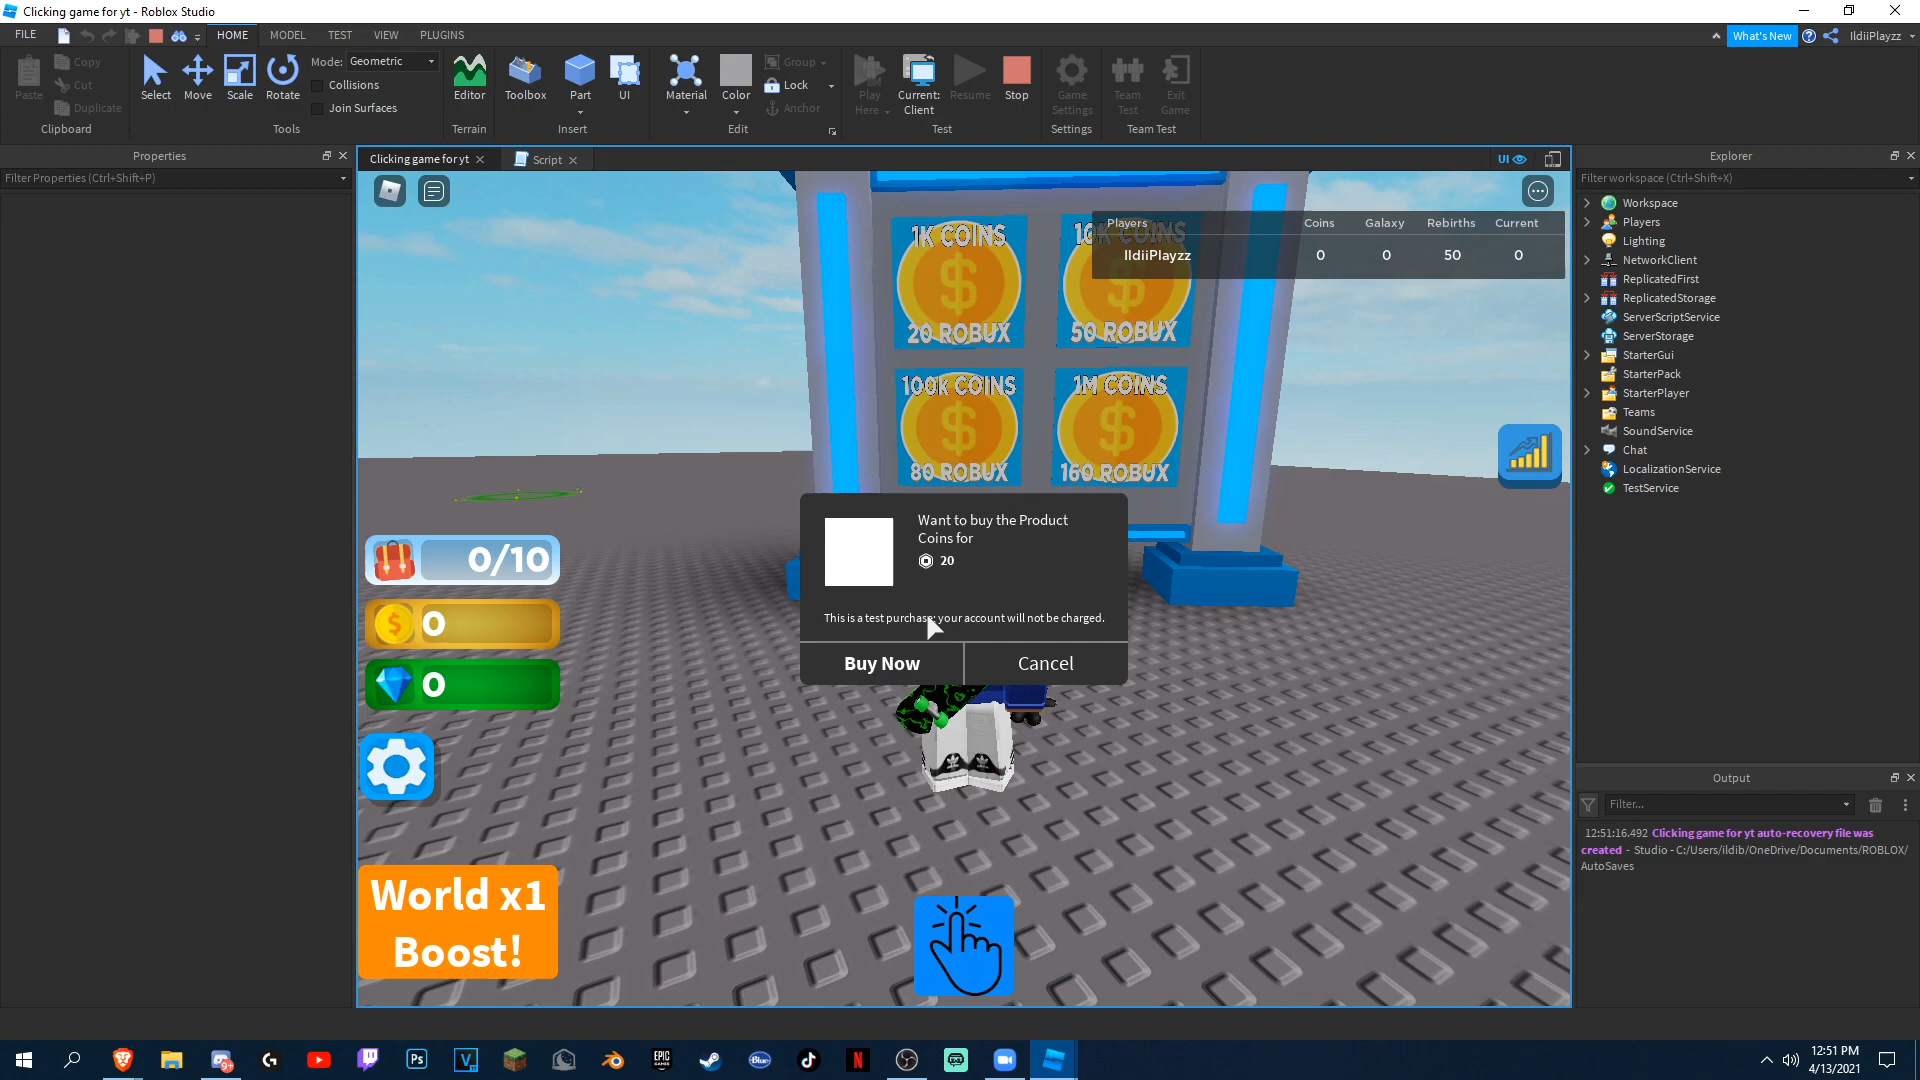 Clicking game for yt - Roblox Studio
FILE
HOME
MODEL
TEST
VIEW
PLUGINS
What's New
IldiiPlayzz
Paste
Copy
Cut
Duplicate
Clipboard
Select
Move
Scale
Rotate
Mode: Geometric
Collisions
Join Surfaces
Tools
Editor
Terrain
Toolbox
Part
UI
Insert
Material
Color
Group
Lock
Anchor
Edit
Play
Here
Current:
Client
Resume
Stop
Test
Game
Settings
Settings
Team
Test
Exit
Game
Team Test
Properties
Filter Properties (Ctrl+Shift+P)
Clicking game for yt
Script
UI
Explorer
Filter workspace (Ctrl+Shift+X)
Workspace
Players
Lighting
NetworkClient
ReplicatedFirst
ReplicatedStorage
ServerScriptService
ServerStorage
StarterGui
StarterPack
StarterPlayer
Teams
SoundService
Chat
LocalizationService
TestService
Players Coins Galaxy Rebirths Current
IldiiPlayzz 0 0 50 0
1K COINS
20 ROBUX
10K COINS
50 ROBUX
100K COINS
80 ROBUX
1M COINS
160 ROBUX
0/10
0
0
Want to buy the Product
Coins for
20
This is a test purchase; your account will not be charged.
Buy Now
Cancel
World x1
Boost!
Output
Filter...
12:51:16.492 Clicking game for yt auto-recovery file was
created - Studio - C:/Users/ildib/OneDrive/Documents/ROBLOX/
AutoSaves
9+
Ps
V
EPIC
GAMES
Blue
N
12:51 PM
4/13/2021